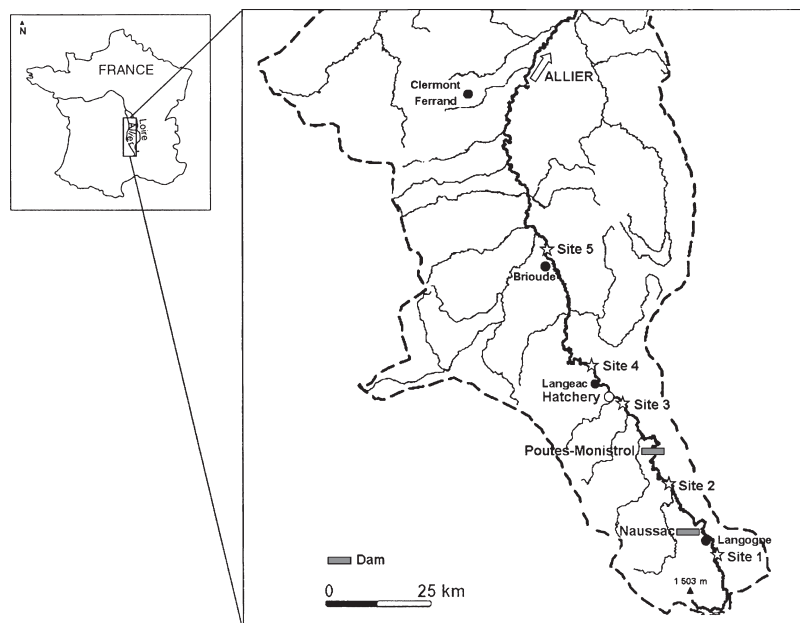 N
FRANCE
Loire
Allier
ALLIER
Clermont
Ferrand
Site 5
Brioude
Site 4
Langeac
Hatchery
Site 3
Poutes-Monistrol
Site 2
Naussac
Langogne
Site 1
1 503 m
Dam
0 25 km